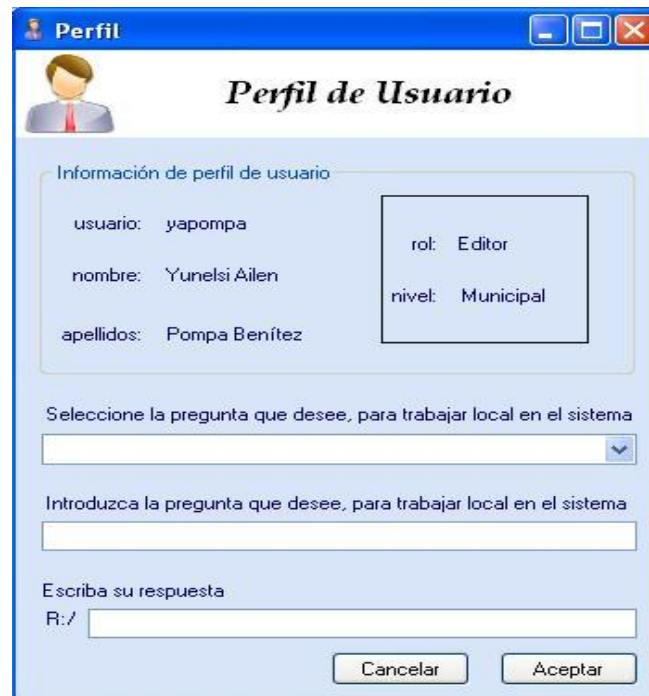 Perfil
Perfil de Usuario
Información de perfil de usuario
usuario: yapompa
nombre: Yunelsi Ailen
apellidos: Pompa Benítez
rol: Editor
nivel: Municipal
Seleccione la pregunta que desee, para trabajar local en el sistema
Introduzca la pregunta que desee, para trabajar local en el sistema
Escriba su respuesta
R:/
Cancelar Aceptar